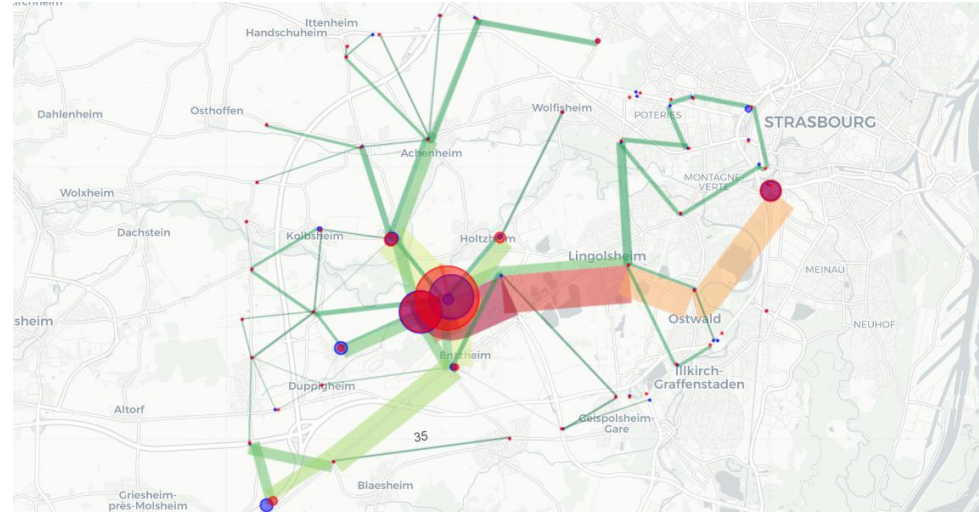 Ittenheim
Handschuheim
Dahlenheim
Osthoffen
Wolfisheim
POTERIES
STRASBOURG
Achenheim
Wolxheim
MONTAGNE
VERTE
Dachstein
Kolbsheim
Holtzheim
Lingolsheim
MEINAU
Ostwald
NEUHOF
Entzheim
Duppigheim
Illkirch-
Graffenstaden
Altorf
Geispolsheim-
Gare
35
Blaesheim
Griesheim-
près-Molsheim